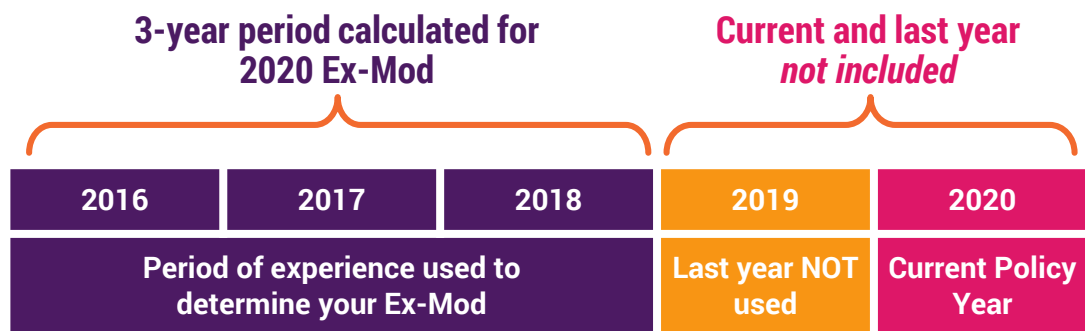 3-year period calculated for
2020 Ex-Mod
Current and last year
not included
2016
2017
2018
2019
2020
Period of experience used to
determine your Ex-Mod
Last year NOT
used
Current Policy
Year